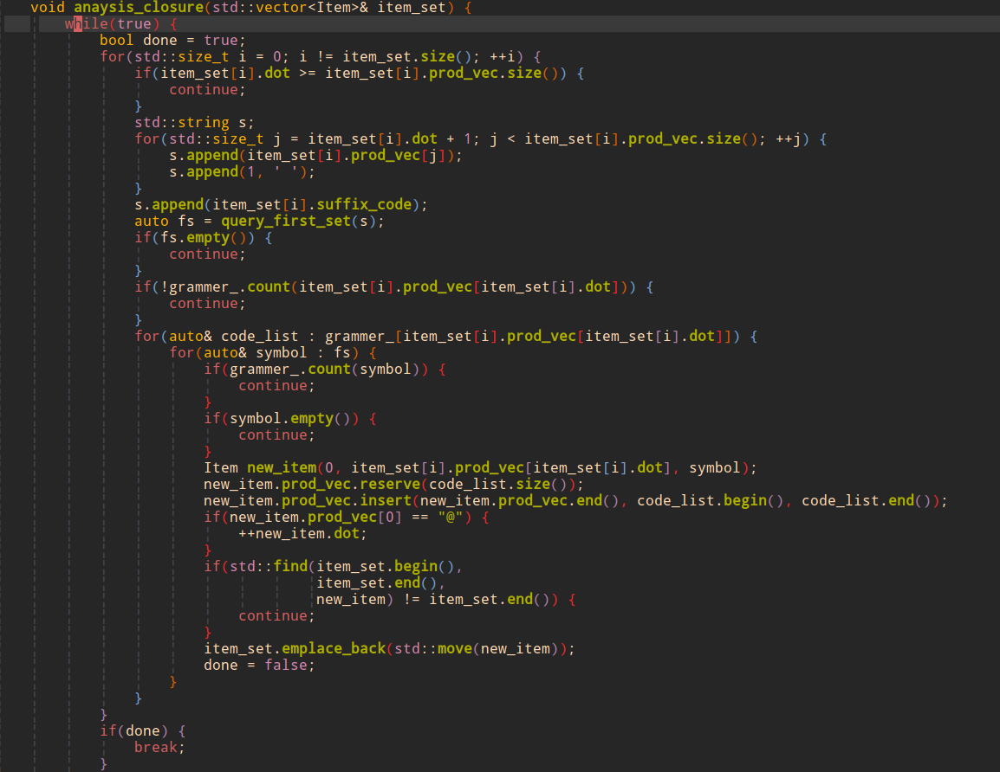 void anaysis_closure(std::vector<Item>& item_set) {
while(true) {
bool done = true;
for(std::size_t i = 0; i != item_set.size(); ++i) {
if(item_set[i].dot >= item_set[i].prod_vec.size()) {
continue;
}
std::string s;
for(std::size_t j = item_set[i].dot + 1; j < item_set[i].prod_vec.size(); ++j) {
s.append(item_set[i].prod_vec[j]);
s.append(1, ' ');
}
s.append(item_set[i].suffix_code);
auto fs = query_first_set(s);
if(fs.empty()) {
continue;
}
if(!grammer_.count(item_set[i].prod_vec[item_set[i].dot])) {
continue;
}
for(auto& code_list : grammer_[item_set[i].prod_vec[item_set[i].dot]]) {
for(auto& symbol : fs) {
if(grammer_.count(symbol)) {
continue;
}
if(symbol.empty()) {
continue;
}
Item new_item(0, item_set[i].prod_vec[item_set[i].dot], symbol);
new_item.prod_vec.reserve(code_list.size());
new_item.prod_vec.insert(new_item.prod_vec.end(), code_list.begin(), code_list.end());
if(new_item.prod_vec[0] == "@") {
++new_item.dot;
}
if(std::find(item_set.begin(),
item_set.end(),
new_item) != item_set.end()) {
continue;
}
item_set.emplace_back(std::move(new_item));
done = false;
}
}
}
if(done) {
break;
}